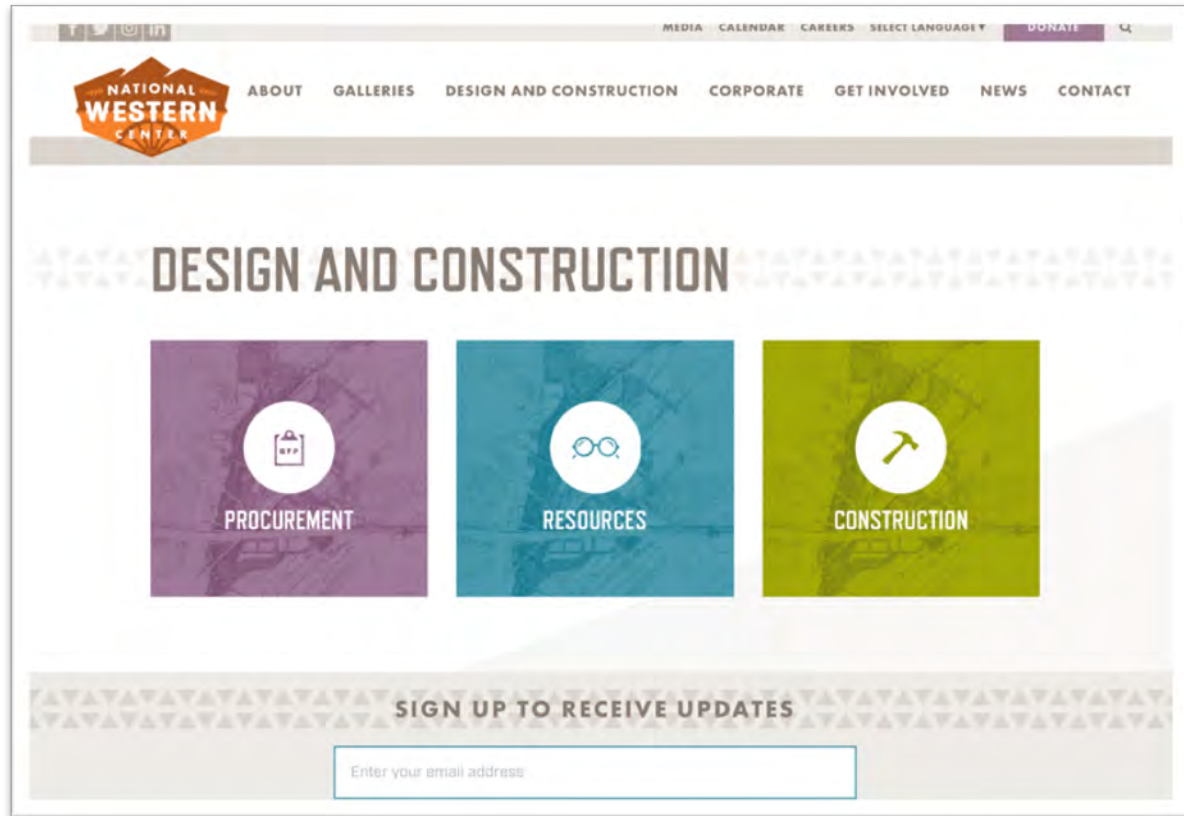 MEDIA CALENDAR CAREERS SELECT LANGUAGE▼ DONATE
NATIONAL
WESTERN
CENTER
ABOUT GALLERIES DESIGN AND CONSTRUCTION CORPORATE GET INVOLVED NEWS CONTACT
DESIGN AND CONSTRUCTION
RFP
PROCUREMENT RESOURCES CONSTRUCTION
SIGN UP TO RECEIVE UPDATES
Enter your email address